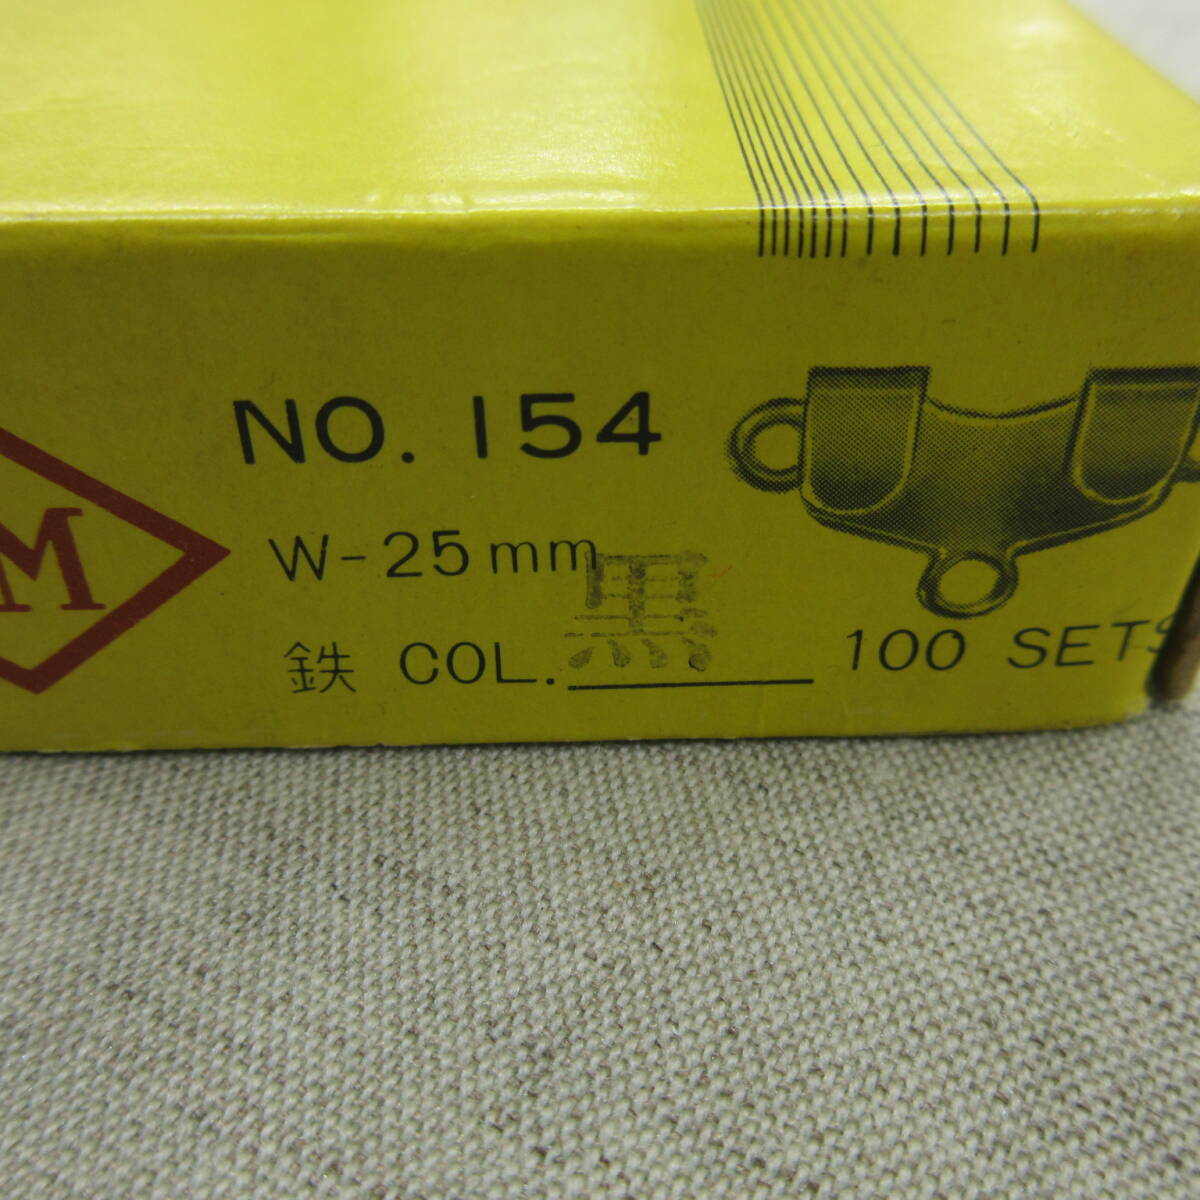 NO. 154
W-25mm
鉄 COL. 黒 100 SETS
M